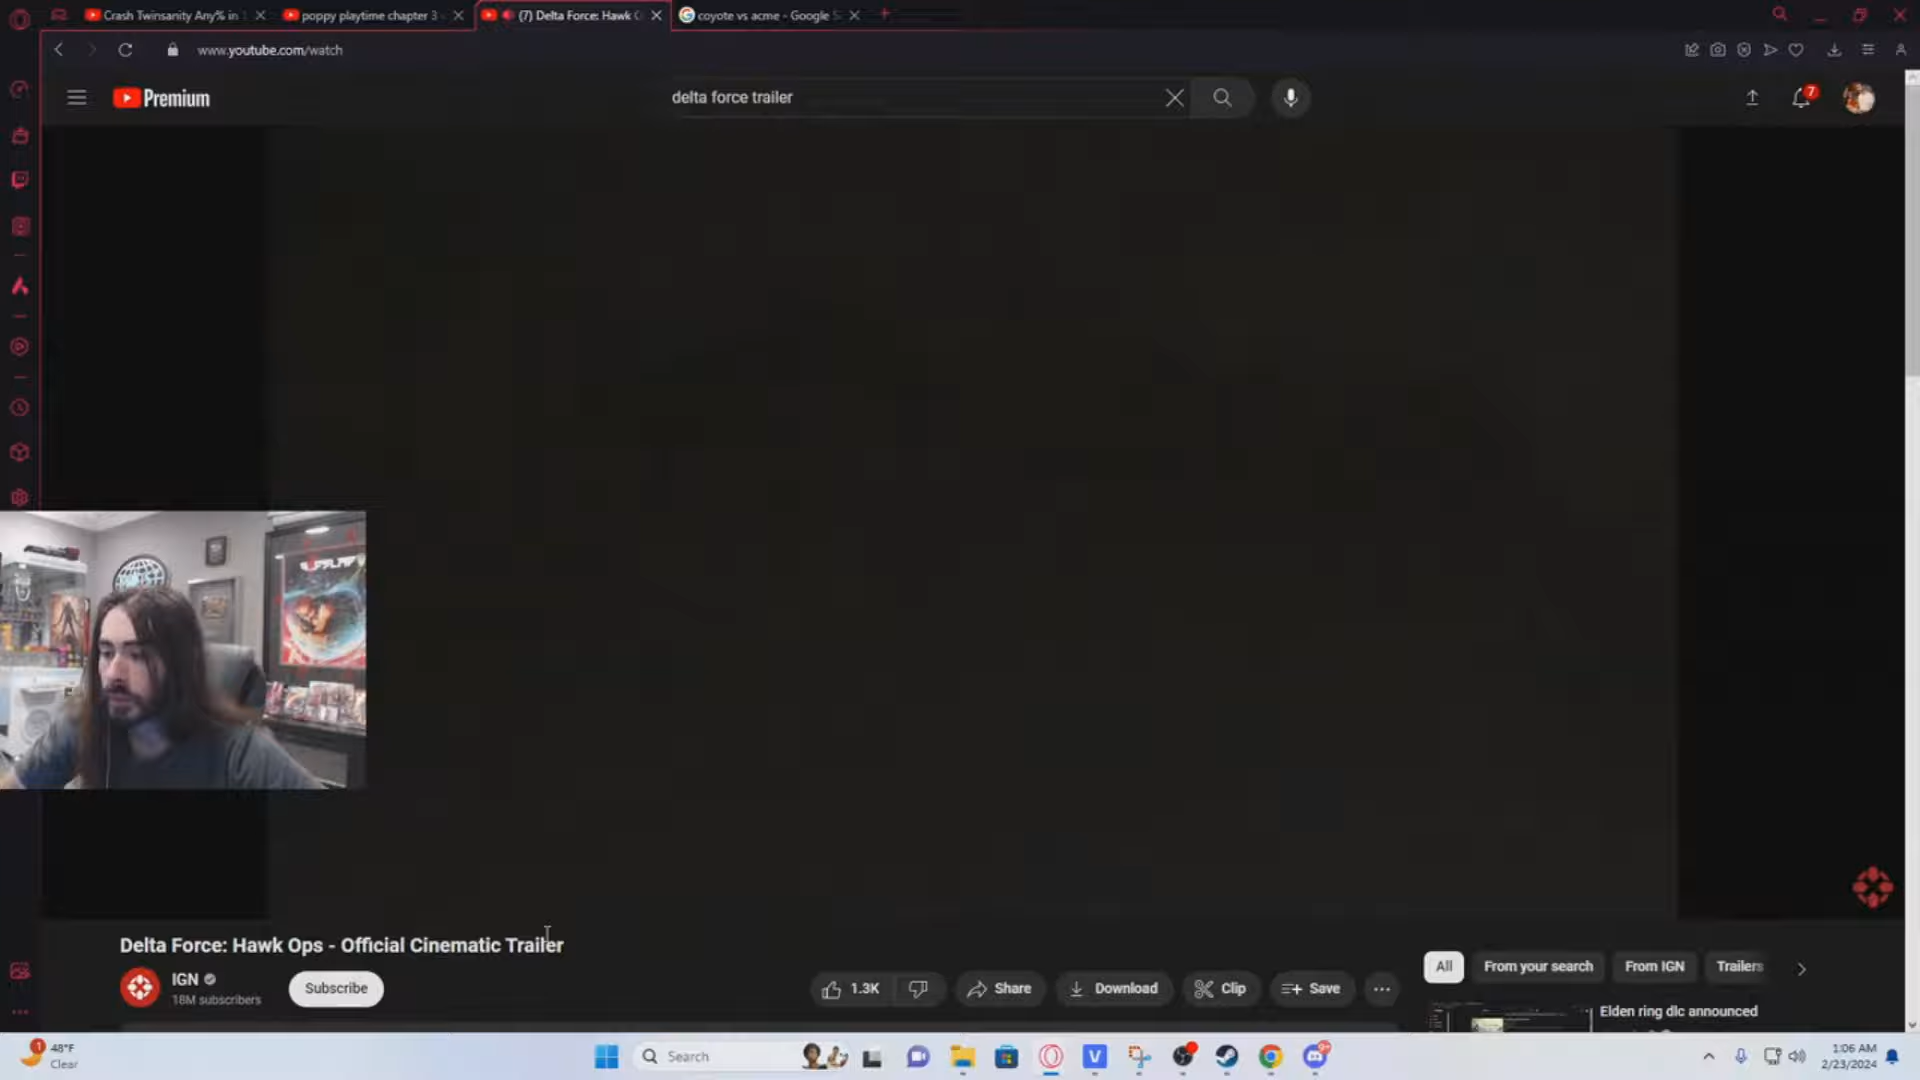 Crash Twinsanity Any% in
poppy playtime chapter 3
(7) Delta Force: Hawk O
coyote vs acme - Google S
www.youtube.com/watch
Premium
delta force trailer
7
Delta Force: Hawk Ops - Official Cinematic Trailer
IGN
18M subscribers
Subscribe
1.3K
Share
Download
Clip
Save
All
From your search
From IGN
Trailers
Elden ring dlc announced
1
48°F
Clear
Search
V
9+
1:06 AM
2/23/2024